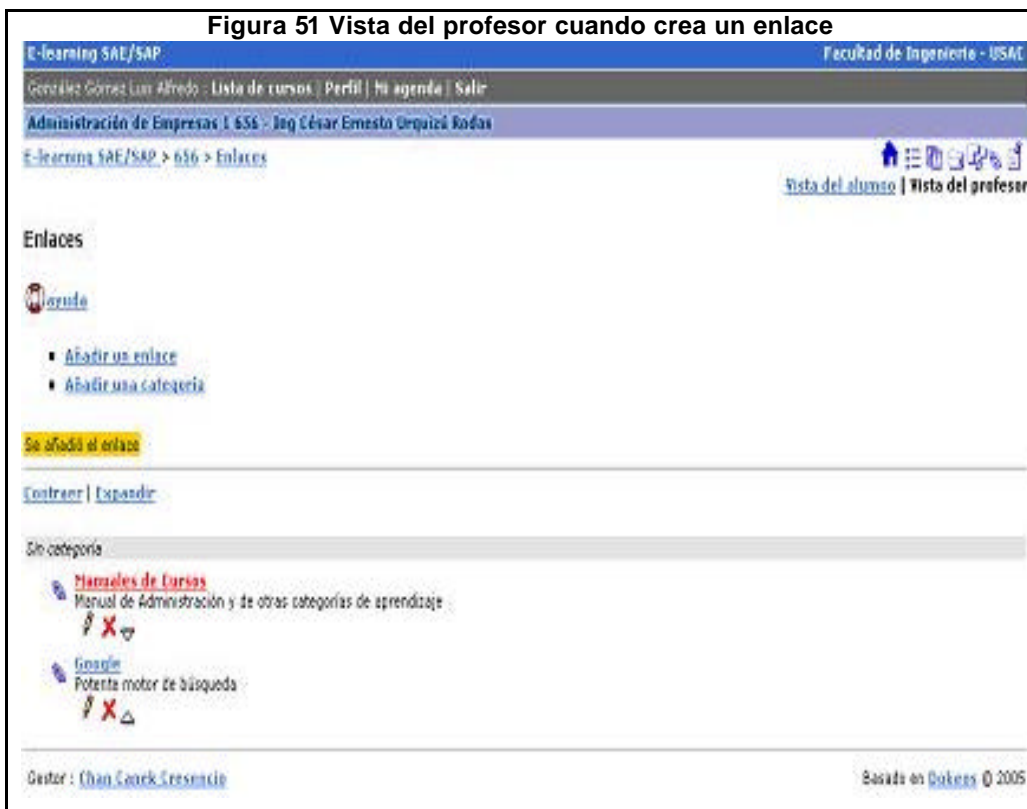 Figura 51 Vista del profesor cuando crea un enlace
E-learning SAE/SAP Facultad de Ingenieria - USAC
González Gómez Luis Alfredo : Lista de cursos | Perfil | Mi agenda | Salir
Administración de Empresas 1 656 - Ing César Ernesto Urquizú Rodas
E-learning SAE/SAP > 656 > Enlaces
Vista del alumno | Vista del profesor
Enlaces
ayuda
Añadir un enlace
Añadir una categoria
Se añadió el enlace
Contraer | Expandir
Sin categoría
Manuales de Cursos
Manual de Administración y de otras categorías de aprendizaje
Google
Potente motor de búsqueda
Gestor : Chan Canek Cresencio Basado en Dokeos © 2005